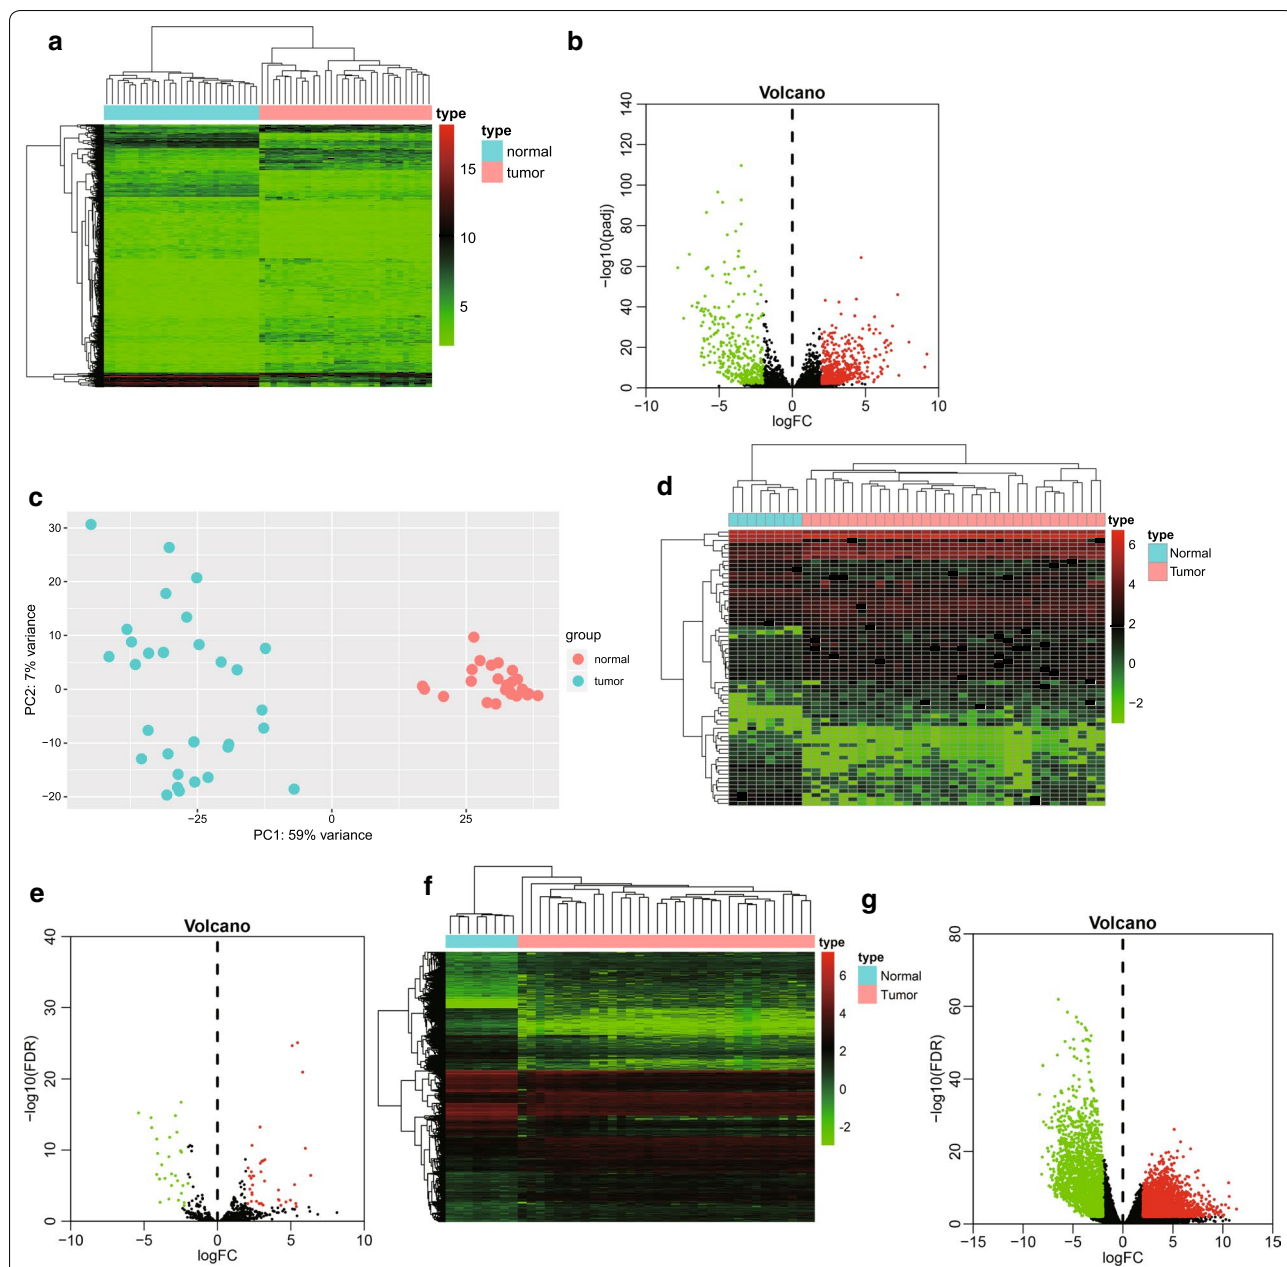 a
type
type
normal
tumor
15
10
5
b
Volcano
140
120
100
80
60
40
20
0
−log10(padj)
−10
−5
0
5
10
logFC
c
30
20
10
0
−10
−20
PC2: 7% variance
−25
0
25
PC1: 59% variance
group
normal
tumor
d
type
type
Normal
Tumor
6
4
2
0
−2
e
Volcano
40
30
20
10
0
−log10(FDR)
−10
−5
0
5
10
logFC
f
type
type
Normal
Tumor
6
4
2
0
-2
g
Volcano
80
60
40
20
0
−log10(FDR)
−15
−10
−5
0
5
10
15
logFC